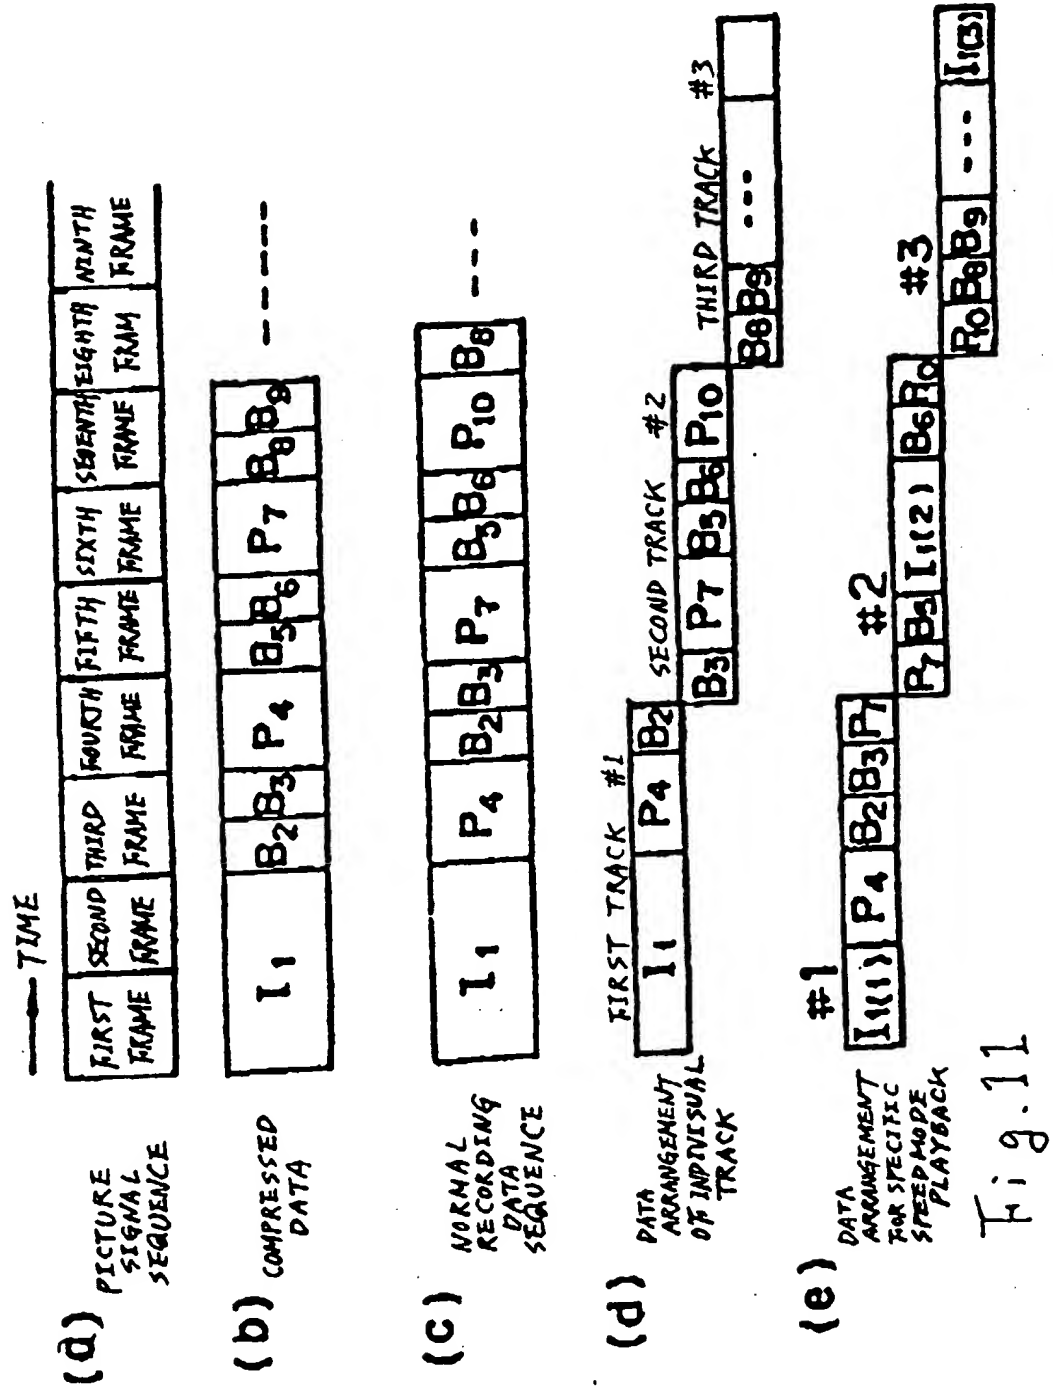 TIME
(a)
PICTURE
SIGNAL
SEQUENCE
FIRST
FRAME
SECOND
FRAME
THIRD
FRAME
FOURTH
FRAME
FIFTH
FRAME
SIXTH
FRAME
SEVENTH
FRAME
EIGHTH
FRAM
NINTH
FRAME
(b)
COMPRESSED
DATA
I1 B2 B3 P4 B5 B6 P7 B8 B9 -----
(c)
NORMAL
RECORDING
DATA
SEQUENCE
I1 P4 B2 B3 P7 B5 B6 P10 B8 ----
(d)
DATA
ARRANGEMENT
OF INDIVISUAL
TRACK
FIRST TRACK #1
I1 P4 B2
SECOND TRACK #2
B3 P7 B5 B6 P10
THIRD TRACK #3
B8 B9 ---
(e)
DATA
ARRANGEMENT
FOR SPECIFIC
SPEED MODE
PLAYBACK
#1
I1(1) P4 B2 B3 P7
#2
P7 B5 I1(2) B6 P10
#3
P10 B8 B9 --- I1(3)
Fig.11